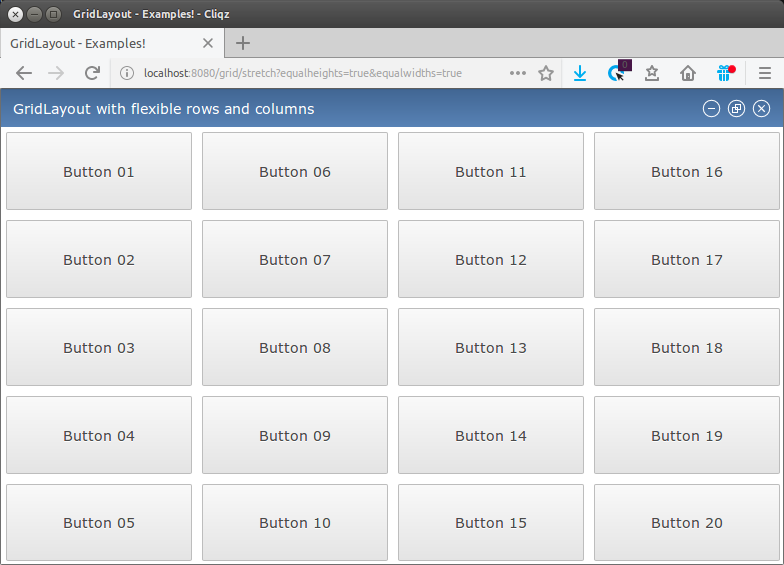 GridLayout - Examples! - Cliqz
GridLayout - Examples!
localhost:8080/grid/stretch?equalheights=true&equalwidths=true
0
GridLayout with flexible rows and columns
Button 01 Button 06 Button 11 Button 16
Button 02 Button 07 Button 12 Button 17
Button 03 Button 08 Button 13 Button 18
Button 04 Button 09 Button 14 Button 19
Button 05 Button 10 Button 15 Button 20